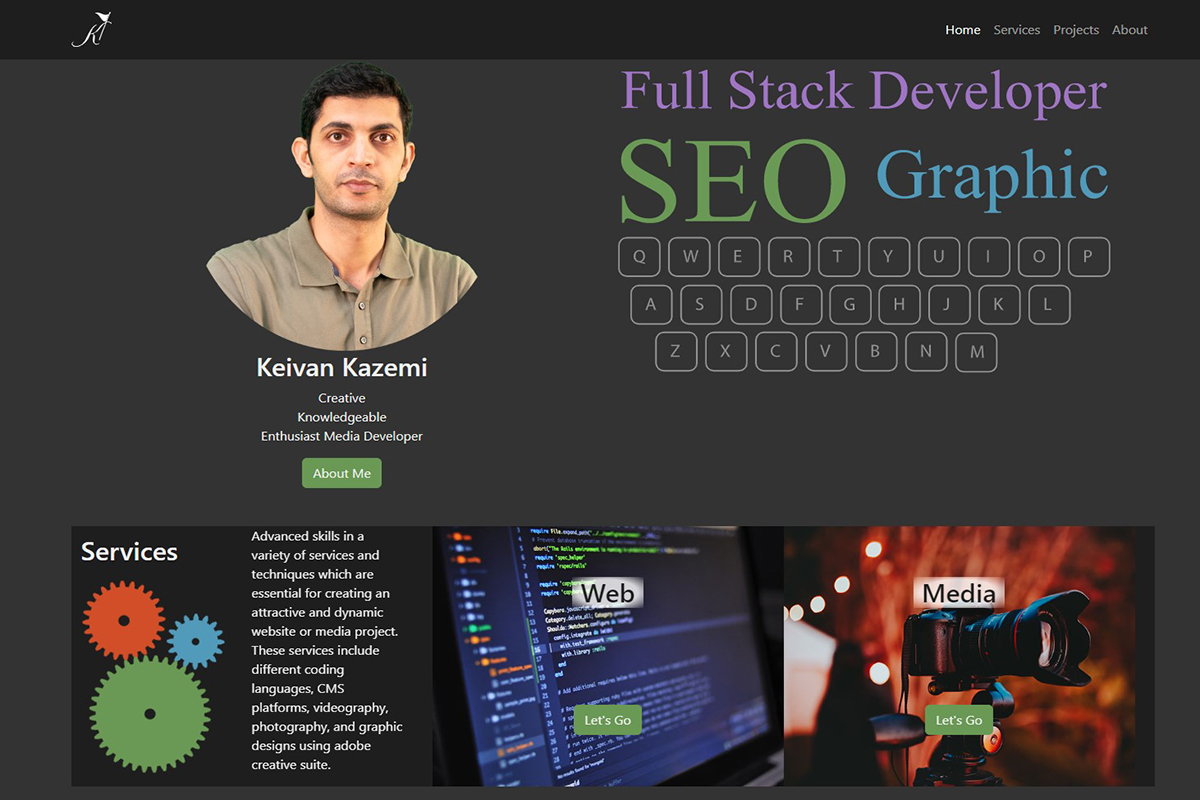 Home Services Projects About
Full Stack Developer
SEO Graphic
Q W E R T Y U I O P
A S D F G H J K L
Z X C V B N M
Keivan Kazemi
Creative
Knowledgeable
Enthusiast Media Developer
About Me
Services
Advanced skills in a
variety of services and
techniques which are
essential for creating an
attractive and dynamic
website or media project.
These services include
different coding
languages, CMS
platforms, videography,
photography, and graphic
designs using adobe
creative suite.
Web
Let's Go
Media
Let's Go